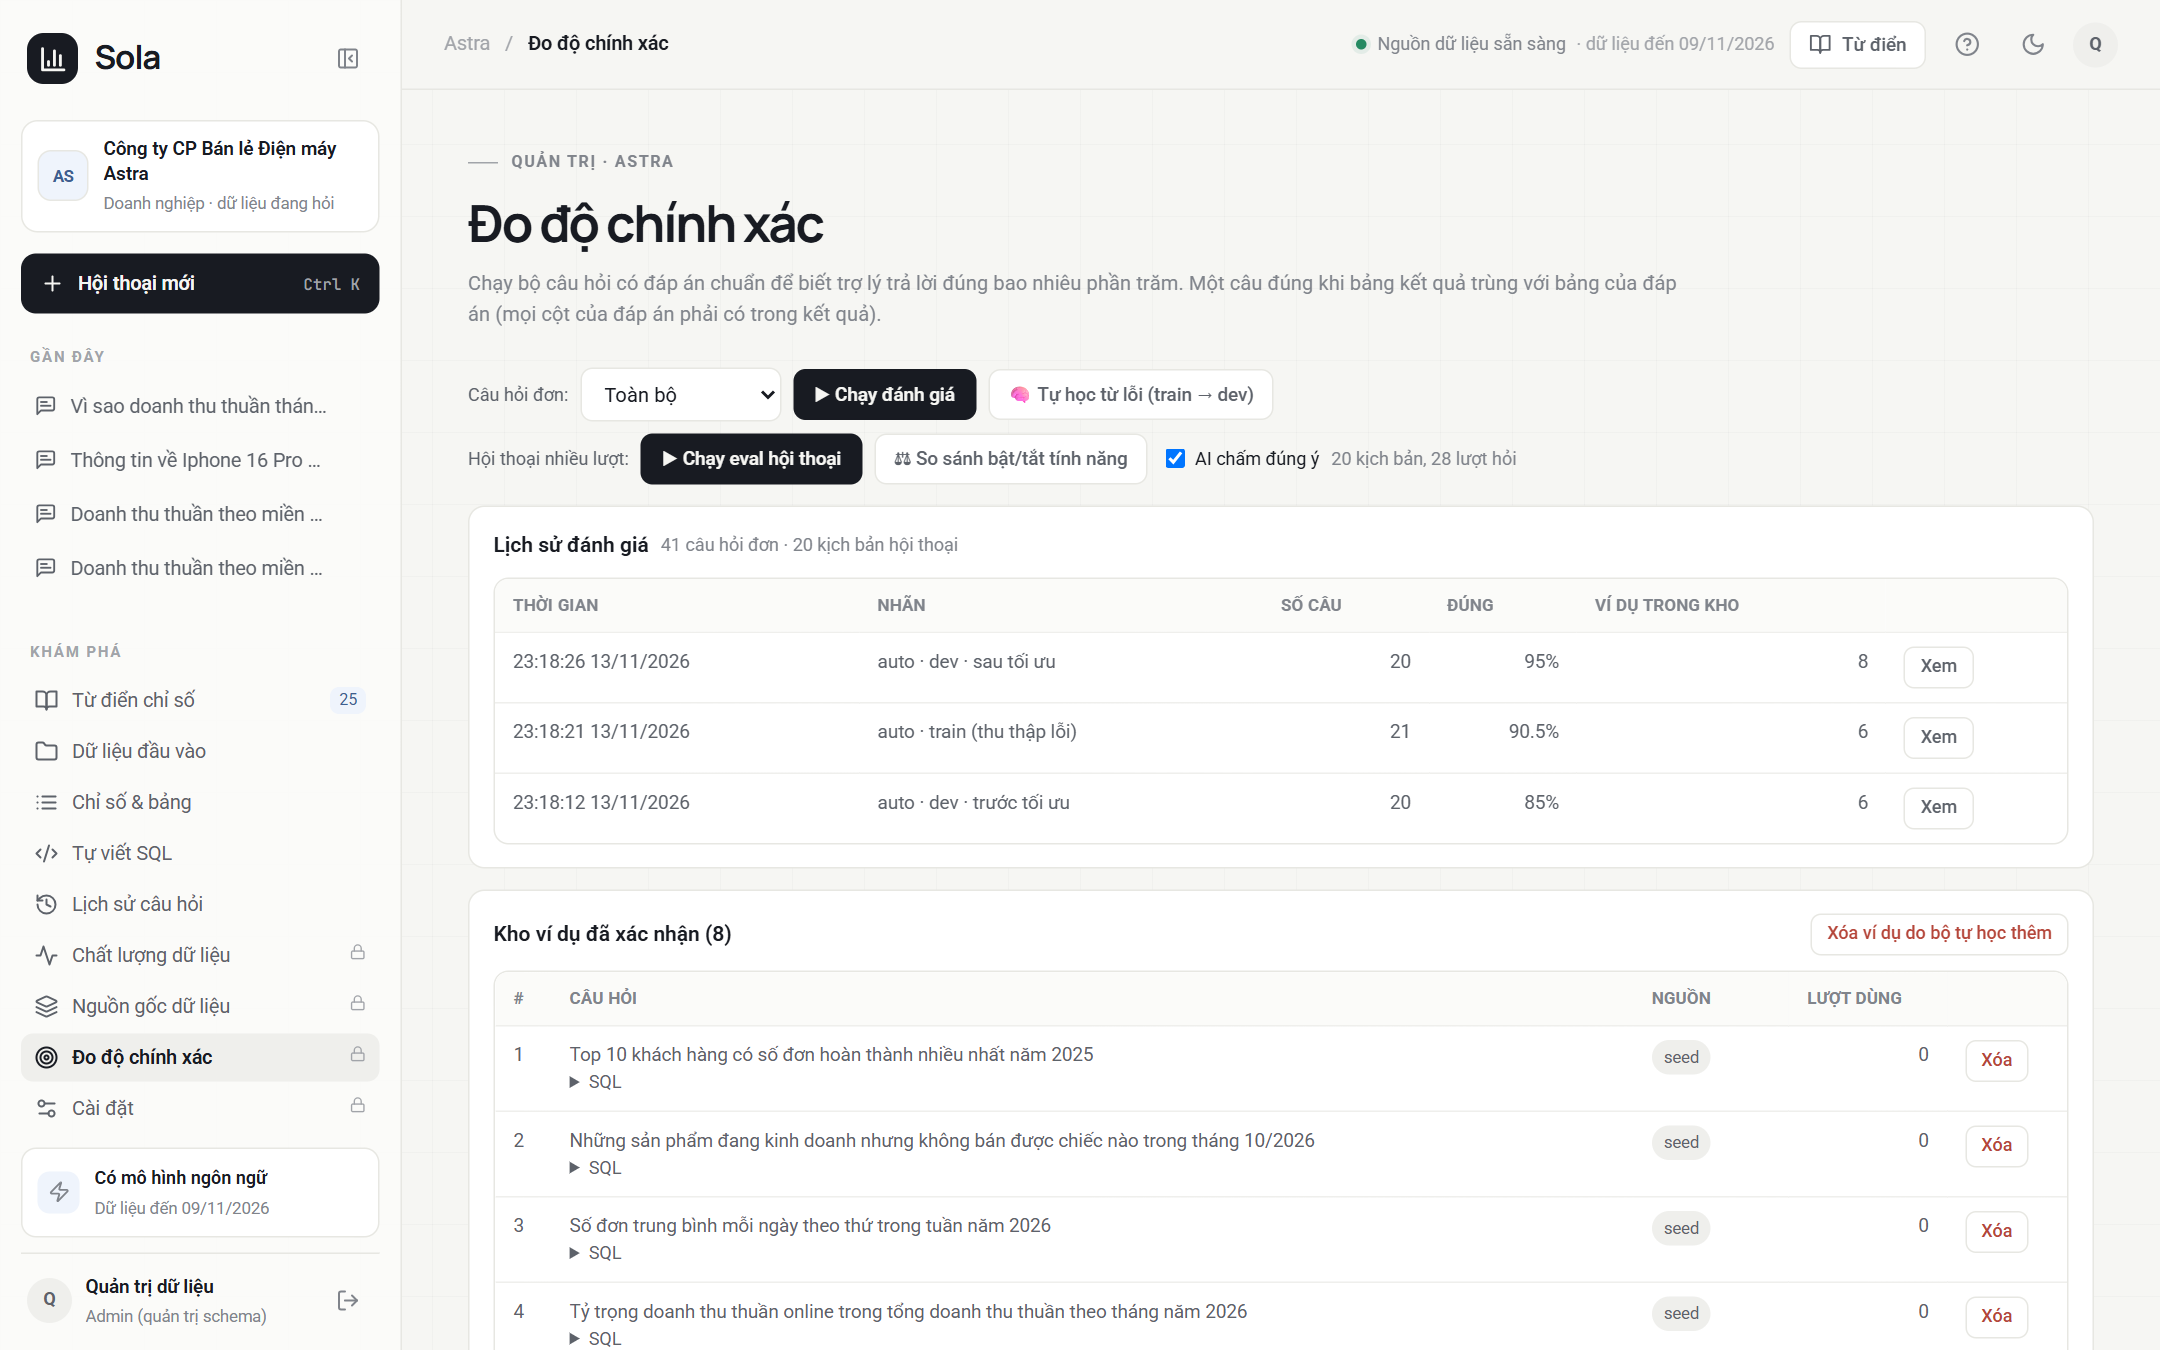 Sola
Công ty CP Bán lẻ Điện máy
Astra
AS
Doanh nghiệp · dữ liệu đang hỏi
Hội thoại mới Ctrl K
GẦN ĐÂY
Vì sao doanh thu thuần thán...
Thông tin về Iphone 16 Pro ...
Doanh thu thuần theo miền ...
Doanh thu thuần theo miền ...
KHÁM PHÁ
Từ điển chỉ số 25
Dữ liệu đầu vào
Chỉ số & bảng
Tự viết SQL
Lịch sử câu hỏi
Chất lượng dữ liệu
Nguồn gốc dữ liệu
Đo độ chính xác
Cài đặt
Có mô hình ngôn ngữ
Dữ liệu đến 09/11/2026
Q
Quản trị dữ liệu
Admin (quản trị schema)
Astra / Đo độ chính xác
Nguồn dữ liệu sẵn sàng · dữ liệu đến 09/11/2026
Từ điển
Q
QUẢN TRỊ · ASTRA
Đo độ chính xác
Chạy bộ câu hỏi có đáp án chuẩn để biết trợ lý trả lời đúng bao nhiêu phần trăm. Một câu đúng khi bảng kết quả trùng với bảng của đáp
án (mọi cột của đáp án phải có trong kết quả).
Câu hỏi đơn: Toàn bộ ▶ Chạy đánh giá 🧠 Tự học từ lỗi (train → dev)
Hội thoại nhiều lượt: ▶ Chạy eval hội thoại ⚖ So sánh bật/tắt tính năng AI chấm đúng ý 20 kịch bản, 28 lượt hỏi
Lịch sử đánh giá 41 câu hỏi đơn · 20 kịch bản hội thoại
THỜI GIAN NHÃN SỐ CÂU ĐÚNG VÍ DỤ TRONG KHO
23:18:26 13/11/2026 auto · dev · sau tối ưu 20 95% 8 Xem
23:18:21 13/11/2026 auto · train (thu thập lỗi) 21 90.5% 6 Xem
23:18:12 13/11/2026 auto · dev · trước tối ưu 20 85% 6 Xem
Kho ví dụ đã xác nhận (8) Xóa ví dụ do bộ tự học thêm
# CÂU HỎI NGUỒN LƯỢT DÙNG
1 Top 10 khách hàng có số đơn hoàn thành nhiều nhất năm 2025 seed 0 Xóa
▶ SQL
2 Những sản phẩm đang kinh doanh nhưng không bán được chiếc nào trong tháng 10/2026 seed 0 Xóa
▶ SQL
3 Số đơn trung bình mỗi ngày theo thứ trong tuần năm 2026 seed 0 Xóa
▶ SQL
4 Tỷ trọng doanh thu thuần online trong tổng doanh thu thuần theo tháng năm 2026 seed 0 Xóa
▶ SQL